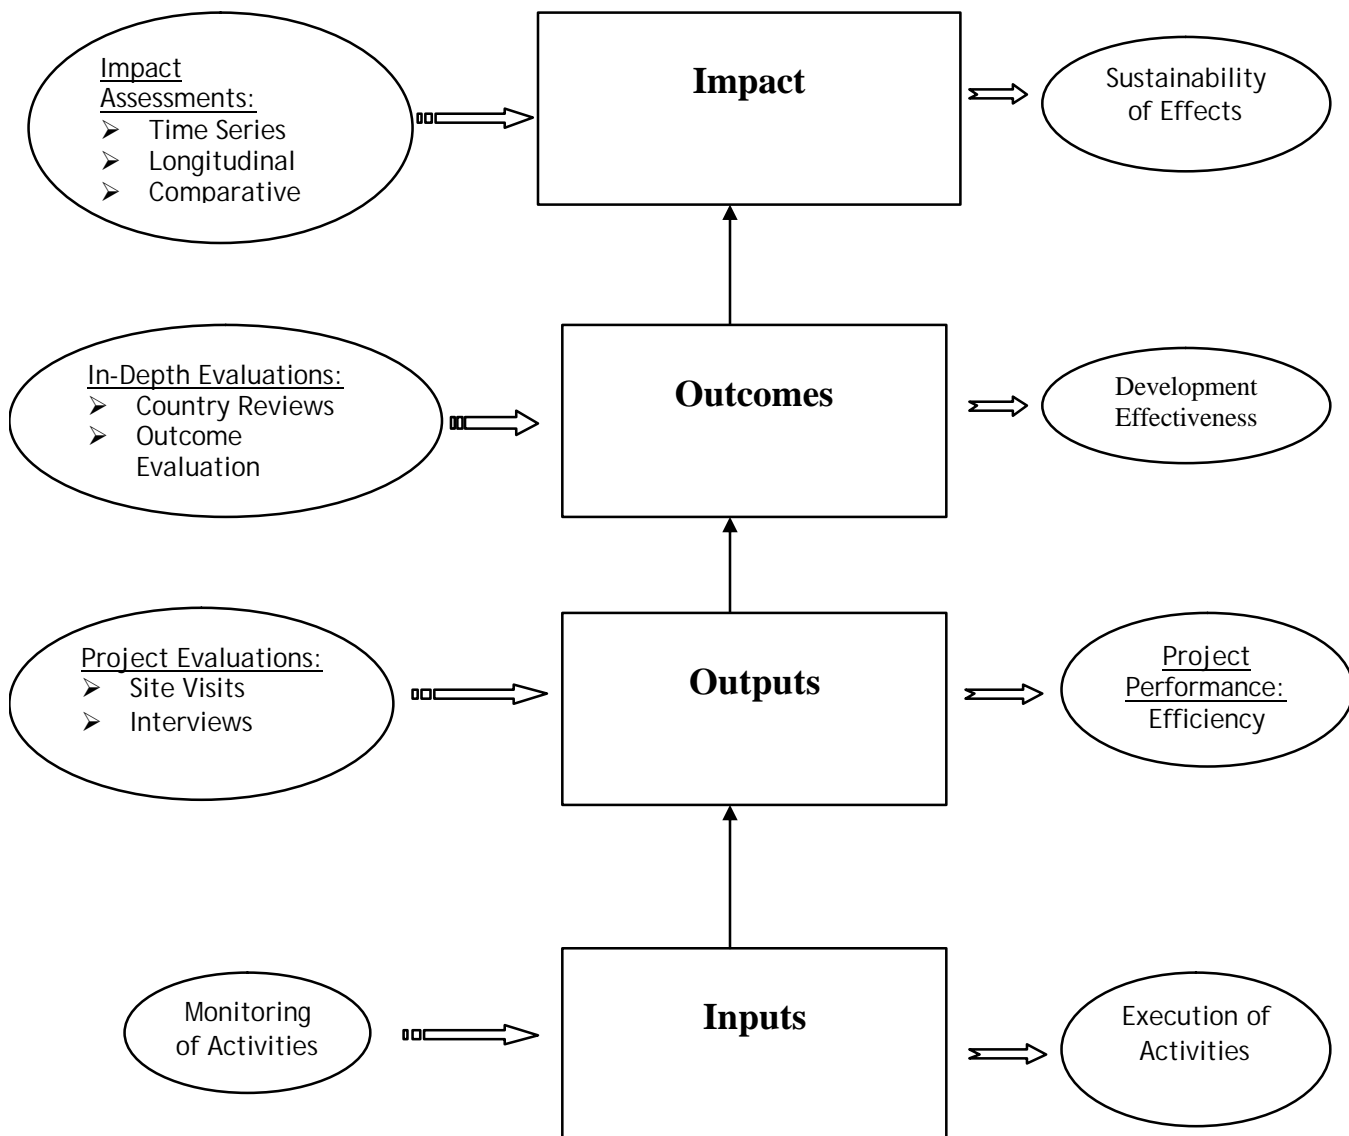 Impact
Assessments:
➢ Time Series
➢ Longitudinal
➢ Comparative
Impact
Sustainability
of Effects
In-Depth Evaluations:
➢ Country Reviews
➢ Outcome
Evaluation
Outcomes
Development
Effectiveness
Project Evaluations:
➢ Site Visits
➢ Interviews
Outputs
Project
Performance:
Efficiency
Monitoring
of Activities
Inputs
Execution of
Activities